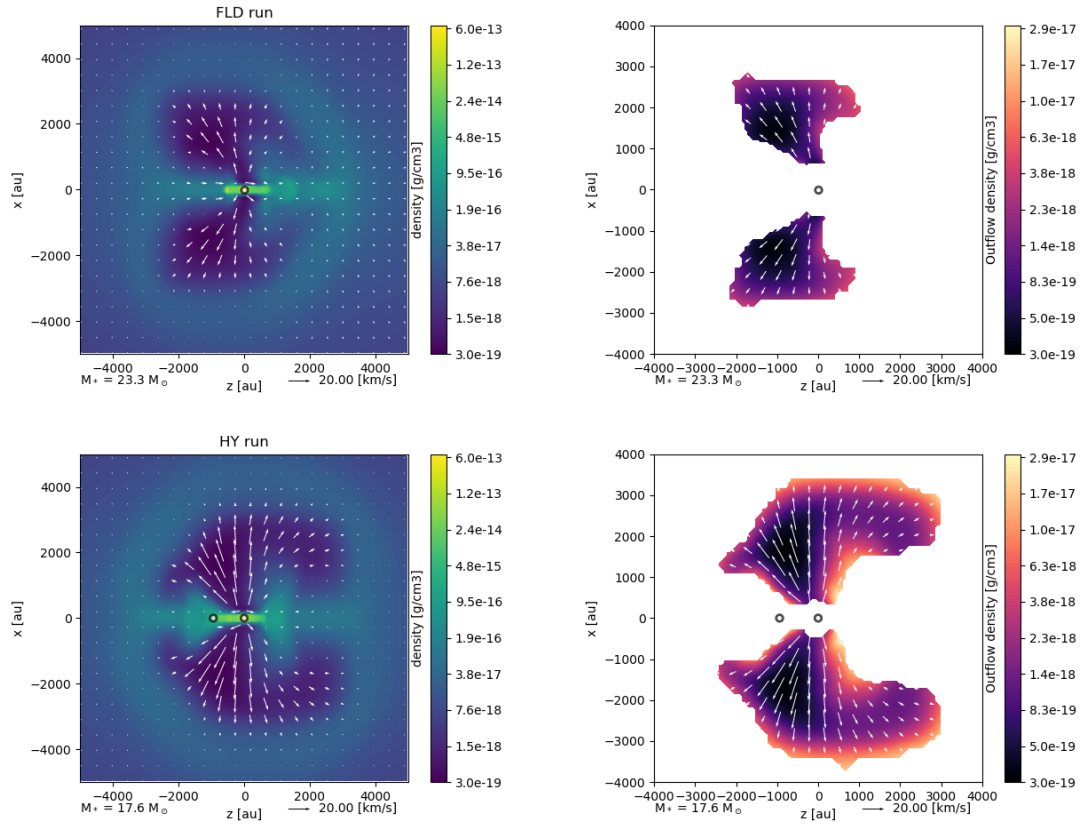 FLD run
4000
2000
0
−2000
−4000
x [au]
−4000 −2000 0 2000 4000
z [au]
M∗ = 23.3 M⊙
20.00 [km/s]
6.0e-13
1.2e-13
2.4e-14
4.8e-15
9.5e-16
1.9e-16
3.8e-17
7.6e-18
1.5e-18
3.0e-19
density [g/cm3]
4000
3000
2000
1000
0
−1000
−2000
−3000
−4000
x [au]
−4000−3000−2000−1000 0 1000 2000 3000 4000
z [au]
M∗ = 23.3 M⊙
20.00 [km/s]
2.9e-17
1.7e-17
1.0e-17
6.3e-18
3.8e-18
2.3e-18
1.4e-18
8.3e-19
5.0e-19
3.0e-19
Outflow density [g/cm3]
HY run
4000
2000
0
−2000
−4000
x [au]
−4000 −2000 0 2000 4000
z [au]
M∗ = 17.6 M⊙
20.00 [km/s]
6.0e-13
1.2e-13
2.4e-14
4.8e-15
9.5e-16
1.9e-16
3.8e-17
7.6e-18
1.5e-18
3.0e-19
density [g/cm3]
4000
3000
2000
1000
0
−1000
−2000
−3000
−4000
x [au]
−4000−3000−2000−1000 0 1000 2000 3000 4000
z [au]
M∗ = 17.6 M⊙
20.00 [km/s]
2.9e-17
1.7e-17
1.0e-17
6.3e-18
3.8e-18
2.3e-18
1.4e-18
8.3e-19
5.0e-19
3.0e-19
Outflow density [g/cm3]